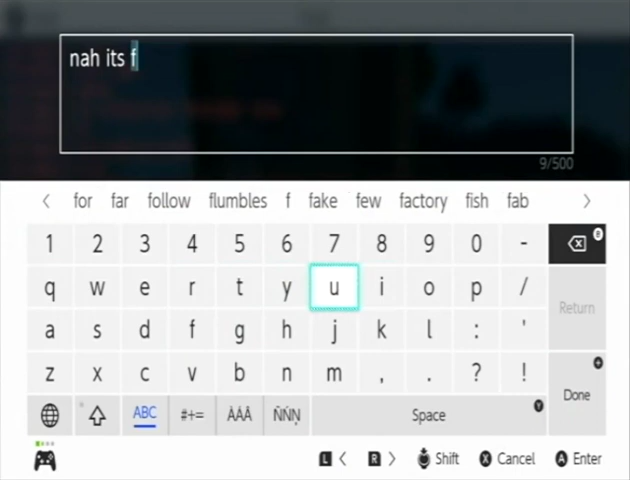 nah its f
9/500
< for far follow flumbles f fake few factory fish fab >
1 2 3 4 5 6 7 8 9 0 -
q w e r t y u i o p /
Return
a s d f g h j k l : '
z x c v b n m , . ? ! +
Done
ABC #+= ÀÁÂ ÑŃŅ Space Y
L < R > Shift X Cancel A Enter